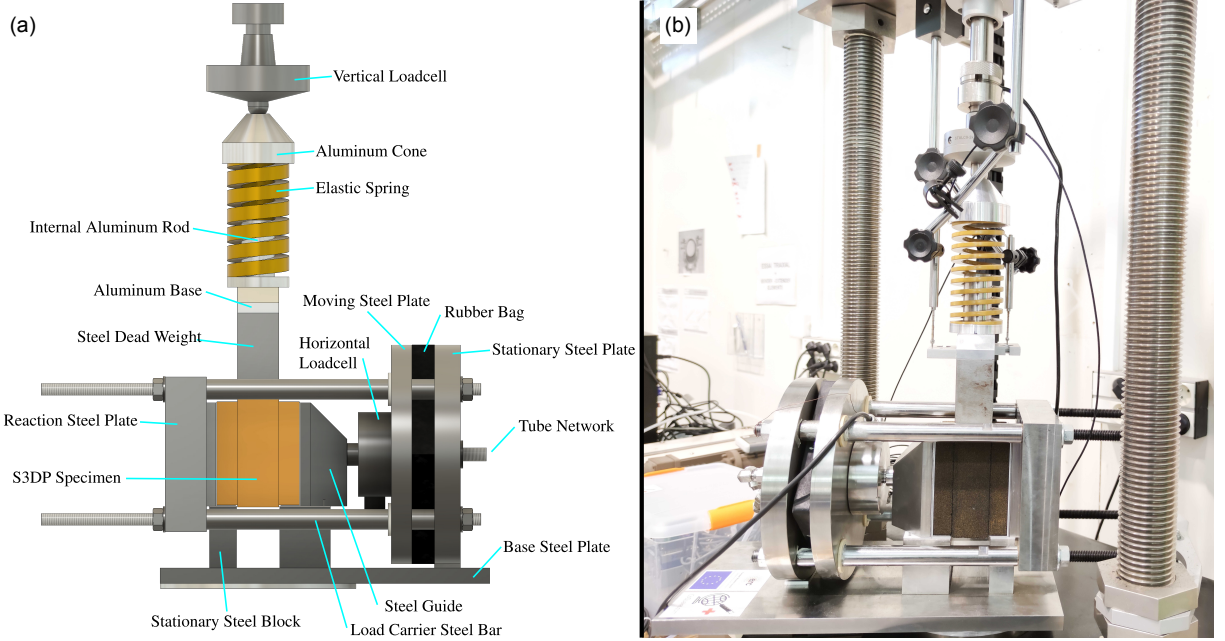 (a)
Vertical Loadcell
Aluminum Cone
Elastic Spring
Internal Aluminum Rod
Aluminum Base
Steel Dead Weight
Moving Steel Plate
Rubber Bag
Horizontal
Loadcell
Stationary Steel Plate
Reaction Steel Plate
Tube Network
S3DP Specimen
Base Steel Plate
Steel Guide
Stationary Steel Block
Load Carrier Steel Bar
(b)